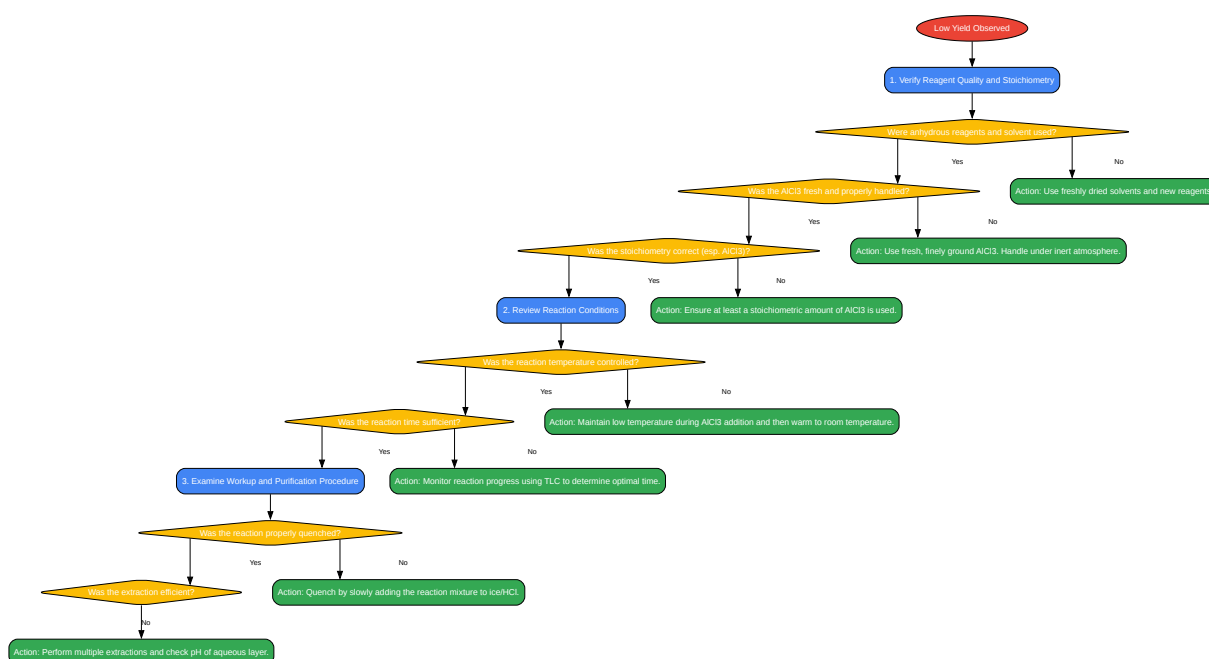 Low Yield Observed
1. Verify Reagent Quality and Stoichiometry
Were anhydrous reagents and solvent used?
Yes
No
Was the AlCl3 fresh and properly handled?
Action: Use freshly dried solvents and new reagents
Yes
No
Was the stoichiometry correct (esp. AlCl3)?
Action: Use fresh, finely ground AlCl3. Handle under inert atmosphere.
Yes
No
2. Review Reaction Conditions
Action: Ensure at least a stoichiometric amount of AlCl3 is used.
Was the reaction temperature controlled?
Yes
No
Was the reaction time sufficient?
Action: Maintain low temperature during AlCl3 addition and then warm to room temperature.
Yes
No
3. Examine Workup and Purification Procedure
Action: Monitor reaction progress using TLC to determine optimal time.
Was the reaction properly quenched?
Yes
No
Was the extraction efficient?
Action: Quench by slowly adding the reaction mixture to ice/HCl.
No
Action: Perform multiple extractions and check pH of aqueous layer.